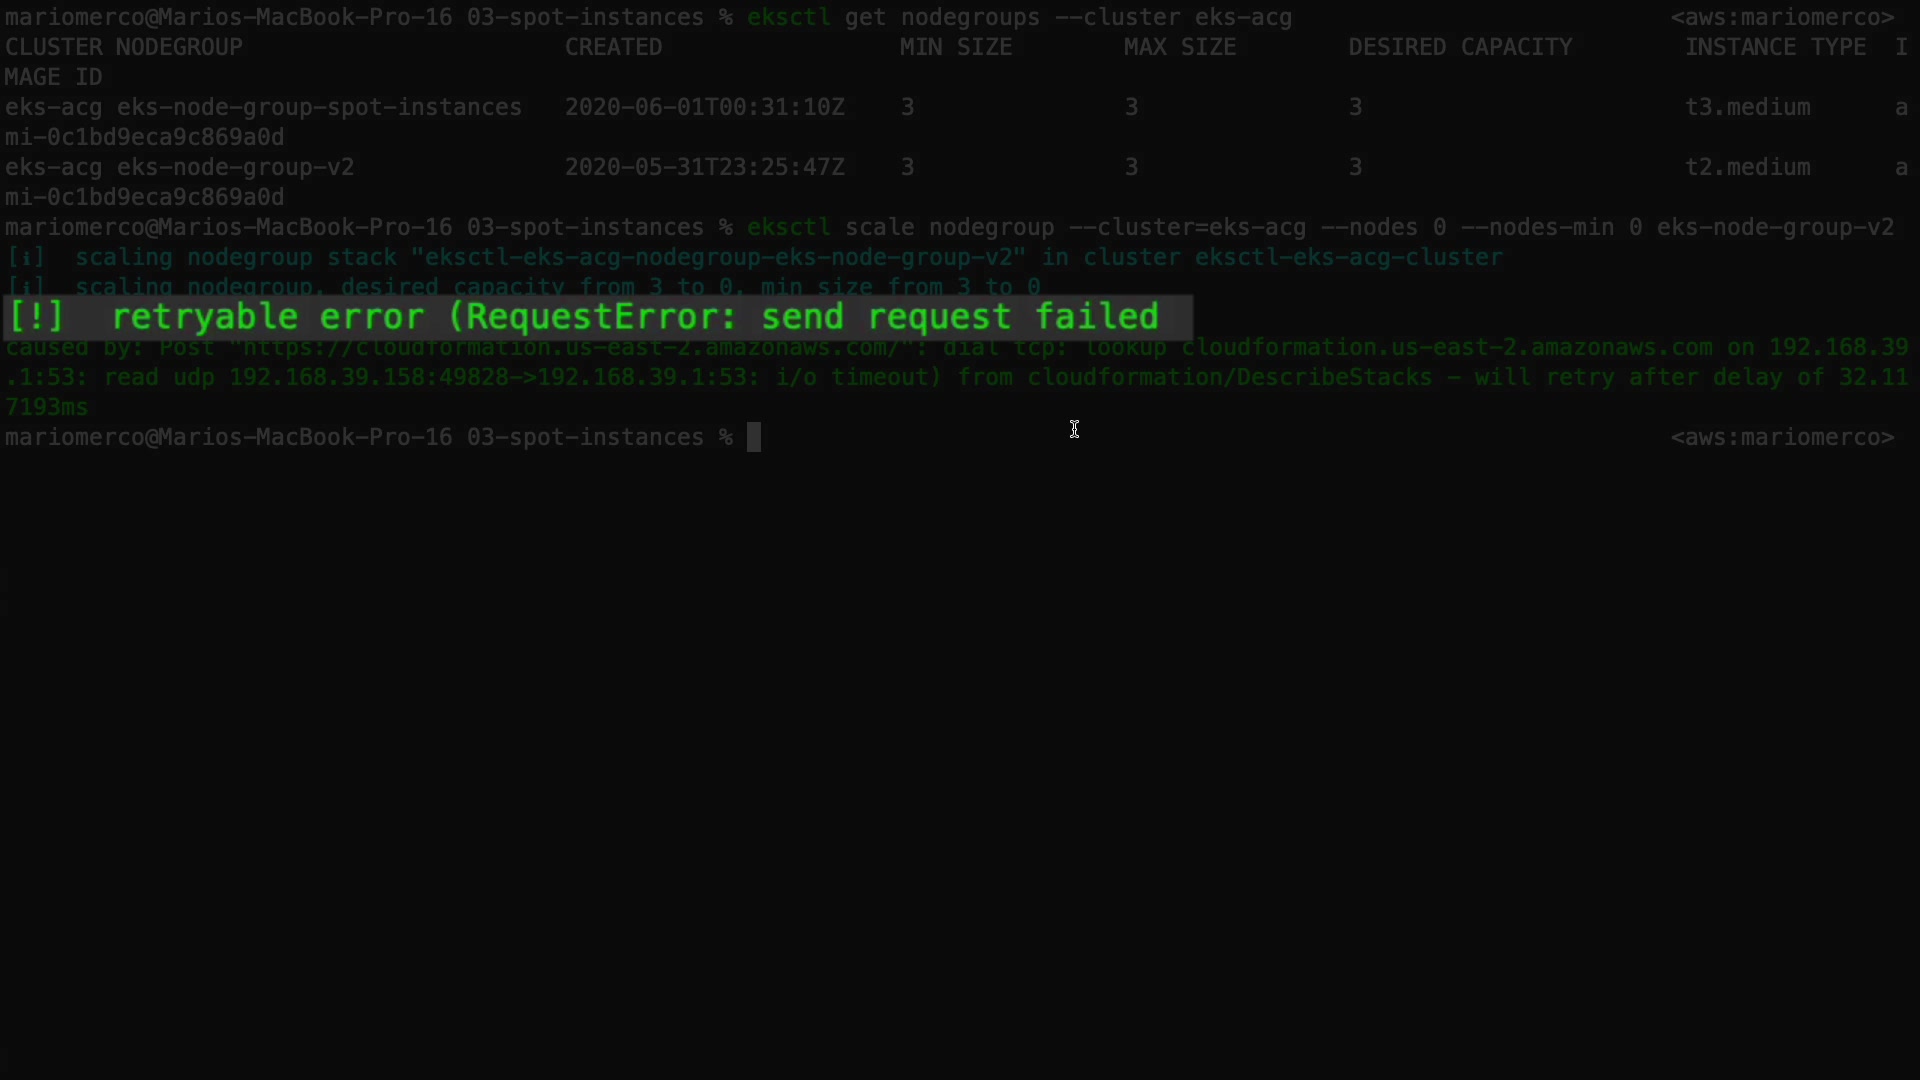 mariomerco@Marios-MacBook-Pro-16 03-spot-instances % eksctl get nodegroups --cluster eks-acg <aws:mariomerco>
CLUSTER NODEGROUP CREATED MIN SIZE MAX SIZE DESIRED CAPACITY INSTANCE TYPE I
MAGE ID
eks-acg eks-node-group-spot-instances 2020-06-01T00:31:10Z 3 3 3 t3.medium a
mi-0c1bd9eca9c869a0d
eks-acg eks-node-group-v2 2020-05-31T23:25:47Z 3 3 3 t2.medium a
mi-0c1bd9eca9c869a0d
mariomerco@Marios-MacBook-Pro-16 03-spot-instances % eksctl scale nodegroup --cluster=eks-acg --nodes 0 --nodes-min 0 eks-node-group-v2
[i] scaling nodegroup stack "eksctl-eks-acg-nodegroup-eks-node-group-v2" in cluster eksctl-eks-acg-cluster
[i] scaling nodegroup, desired capacity from 3 to 0, min size from 3 to 0
[!] retryable error (RequestError: send request failed
caused by: Post "https://cloudformation.us-east-2.amazonaws.com/": dial tcp: lookup cloudformation.us-east-2.amazonaws.com on 192.168.39
.1:53: read udp 192.168.39.158:49828->192.168.39.1:53: i/o timeout) from cloudformation/DescribeStacks - will retry after delay of 32.11
7193ms
mariomerco@Marios-MacBook-Pro-16 03-spot-instances % <aws:mariomerco>